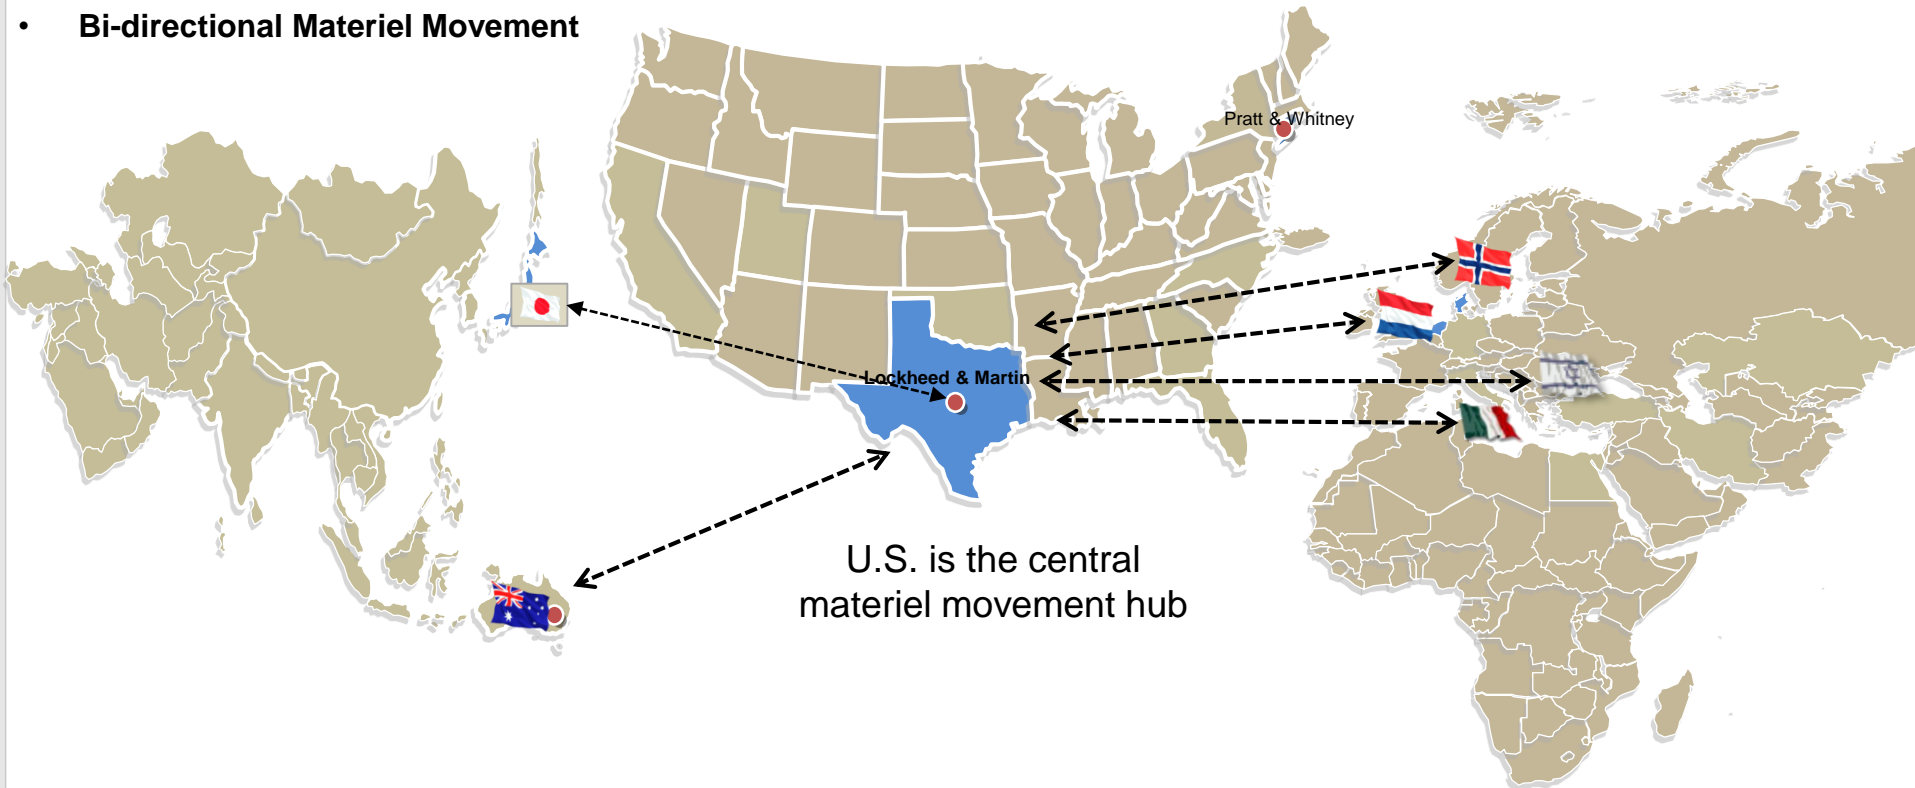 • Bi-directional Materiel Movement
Pratt & Whitney
Lockheed & Martin
U.S. is the central
materiel movement hub